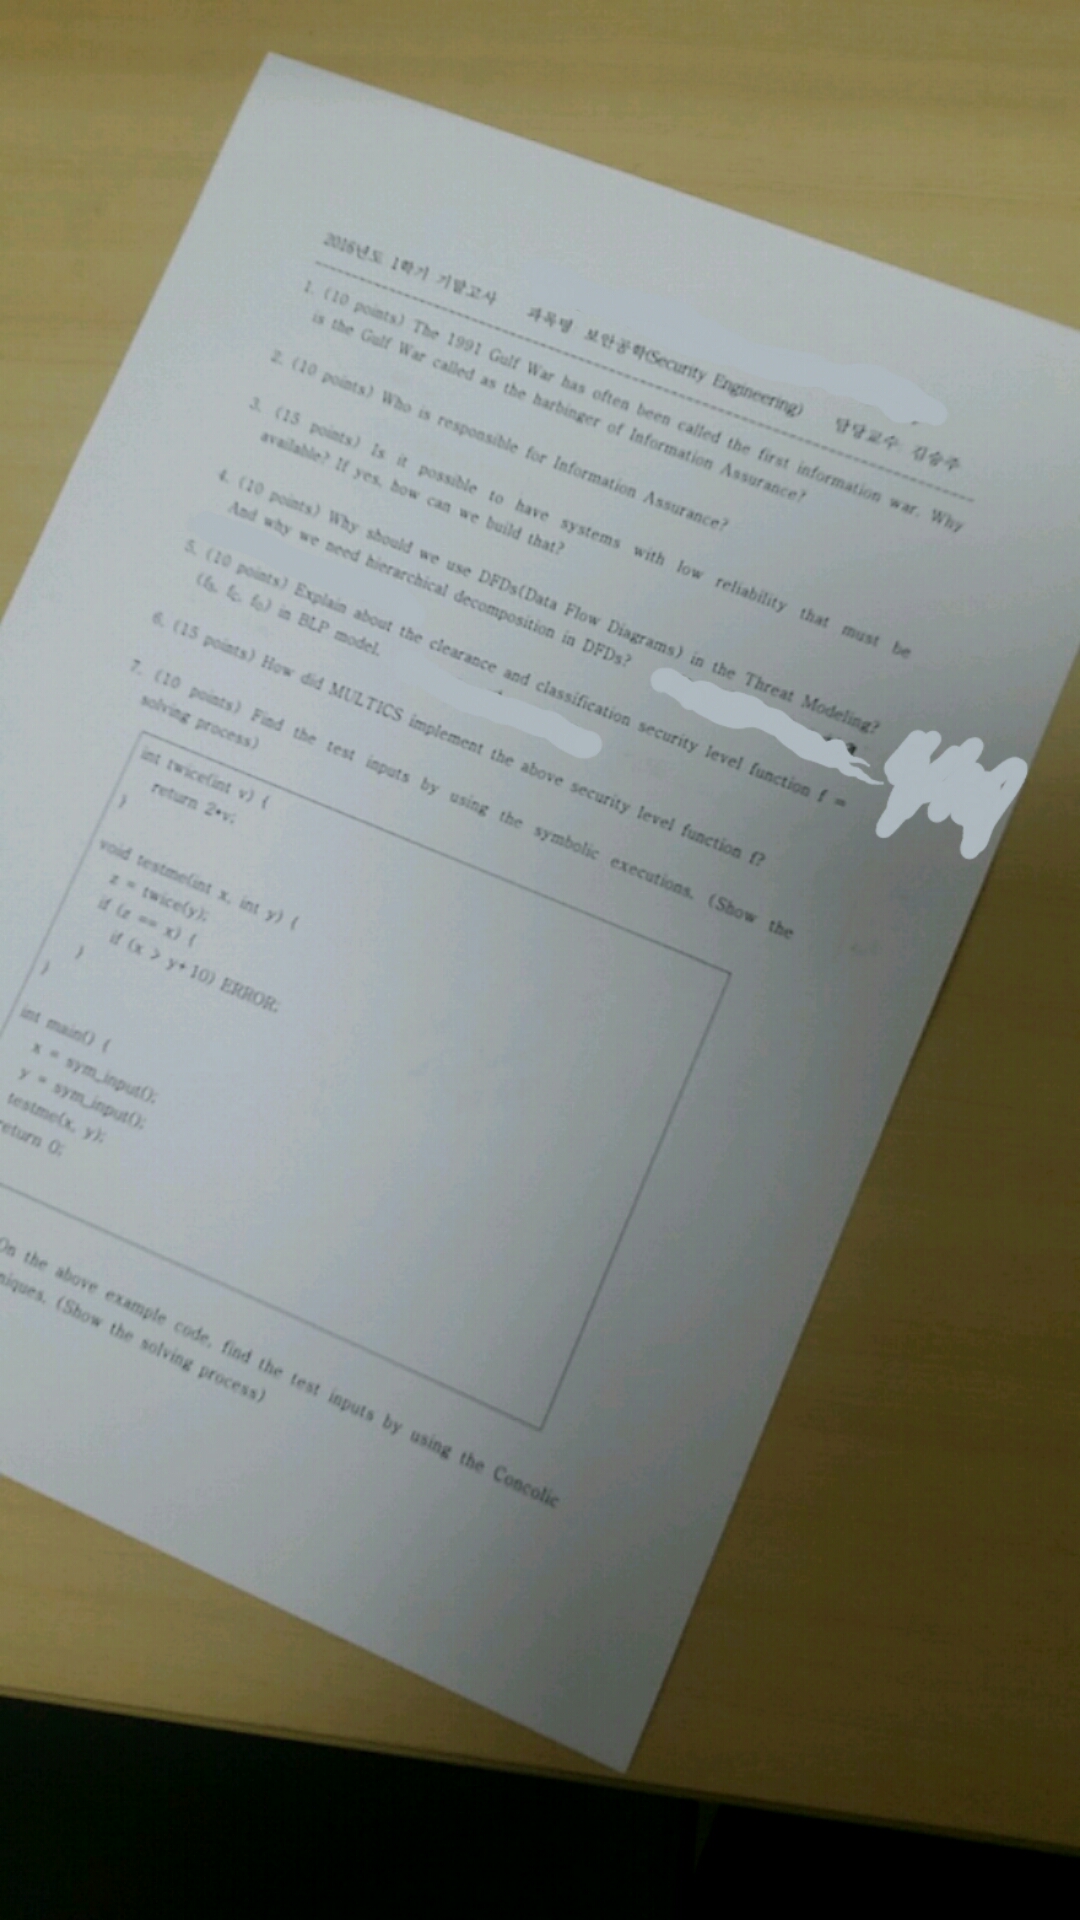 2016년도 1학기 기말고사 과목명 보안공학(Security Engineering) 담당교수: 김승주
1. (10 points) The 1991 Gulf War has often been called the first information war. Why
is the Gulf War called as the harbinger of Information Assurance?
2. (10 points) Who is responsible for Information Assurance?
3. (15 points) Is it possible to have systems with low reliability that must be
available? If yes, how can we build that?
4. (10 points) Why should we use DFDs(Data Flow Diagrams) in the Threat Modeling?
And why we need hierarchical decomposition in DFDs?
5. (10 points) Explain about the clearance and classification security level function f =
(fS, fC, fO) in BLP model.
6. (15 points) How did MULTICS implement the above security level function f?
7. (10 points) Find the test inputs by using the symbolic executions. (Show the
solving process)
int twice(int v) {
return 2*v;
}
void testme(int x, int y) {
z = twice(y);
if (z == x) {
if (x > y+10) ERROR;
}
}
int main() {
x = sym_input();
y = sym_input();
testme(x, y);
return 0;
On the above example code, find the test inputs by using the Concolic
niques. (Show the solving process)